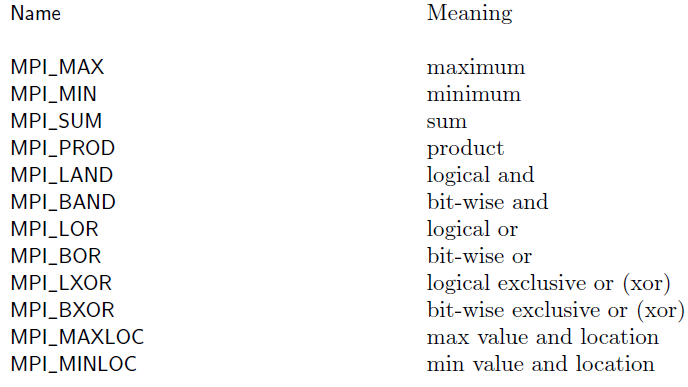 Name Meaning
MPI_MAX maximum
MPI_MIN minimum
MPI_SUM sum
MPI_PROD product
MPI_LAND logical and
MPI_BAND bit-wise and
MPI_LOR logical or
MPI_BOR bit-wise or
MPI_LXOR logical exclusive or (xor)
MPI_BXOR bit-wise exclusive or (xor)
MPI_MAXLOC max value and location
MPI_MINLOC min value and location